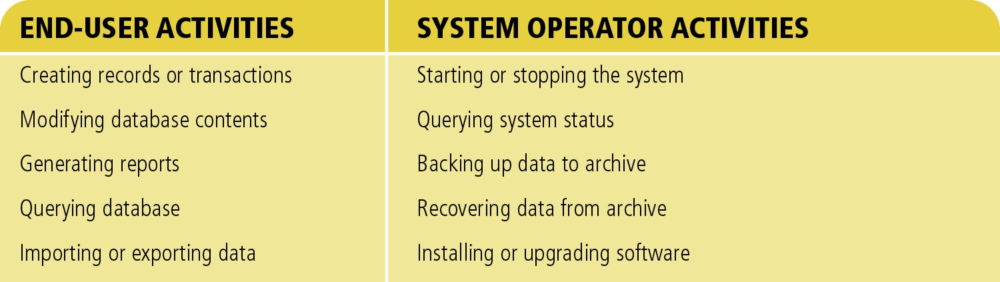 END-USER ACTIVITIES
SYSTEM OPERATOR ACTIVITIES
Creating records or transactions
Starting or stopping the system
Modifying database contents
Querying system status
Generating reports
Backing up data to archive
Querying database
Recovering data from archive
Importing or exporting data
Installing or upgrading software